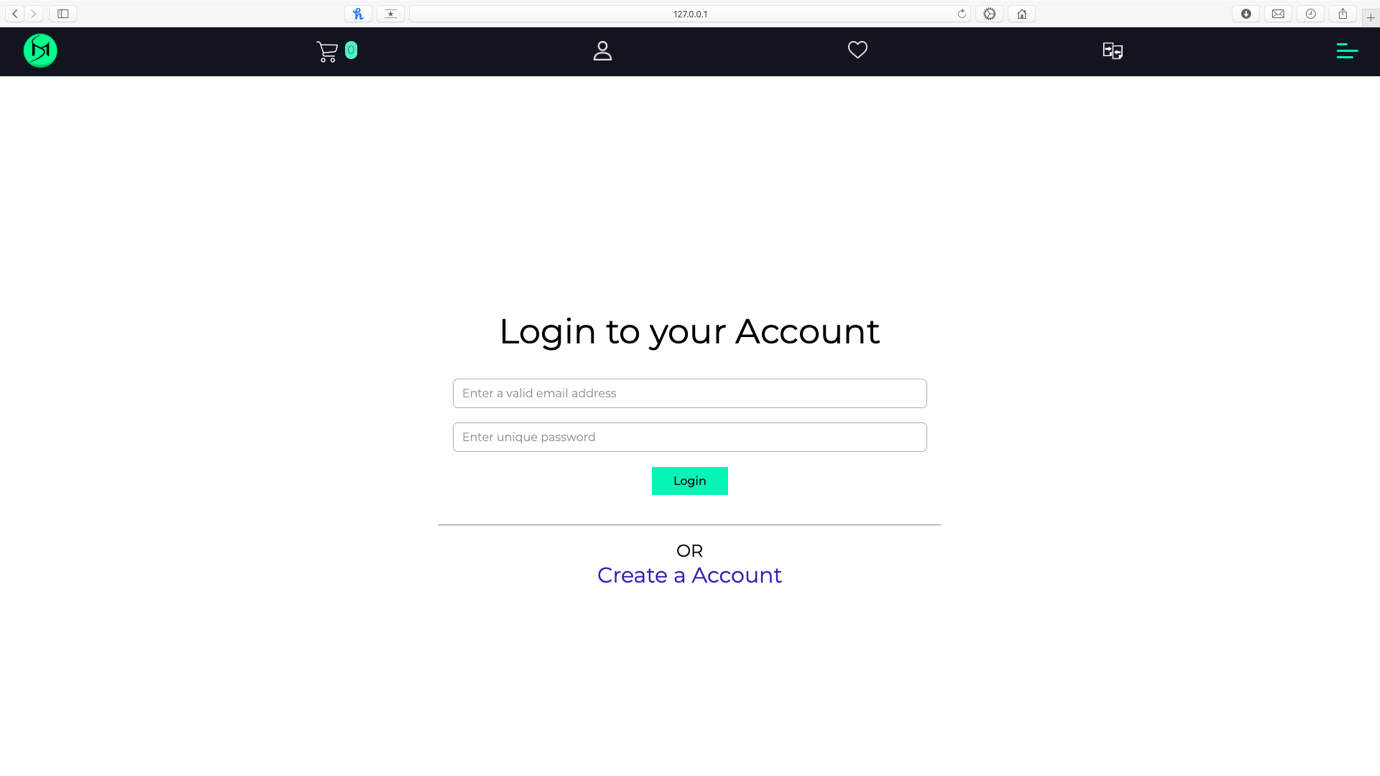 127.0.0.1
0
Login to your Account
Enter a valid email address
Enter unique password
Login
OR
Create a Account